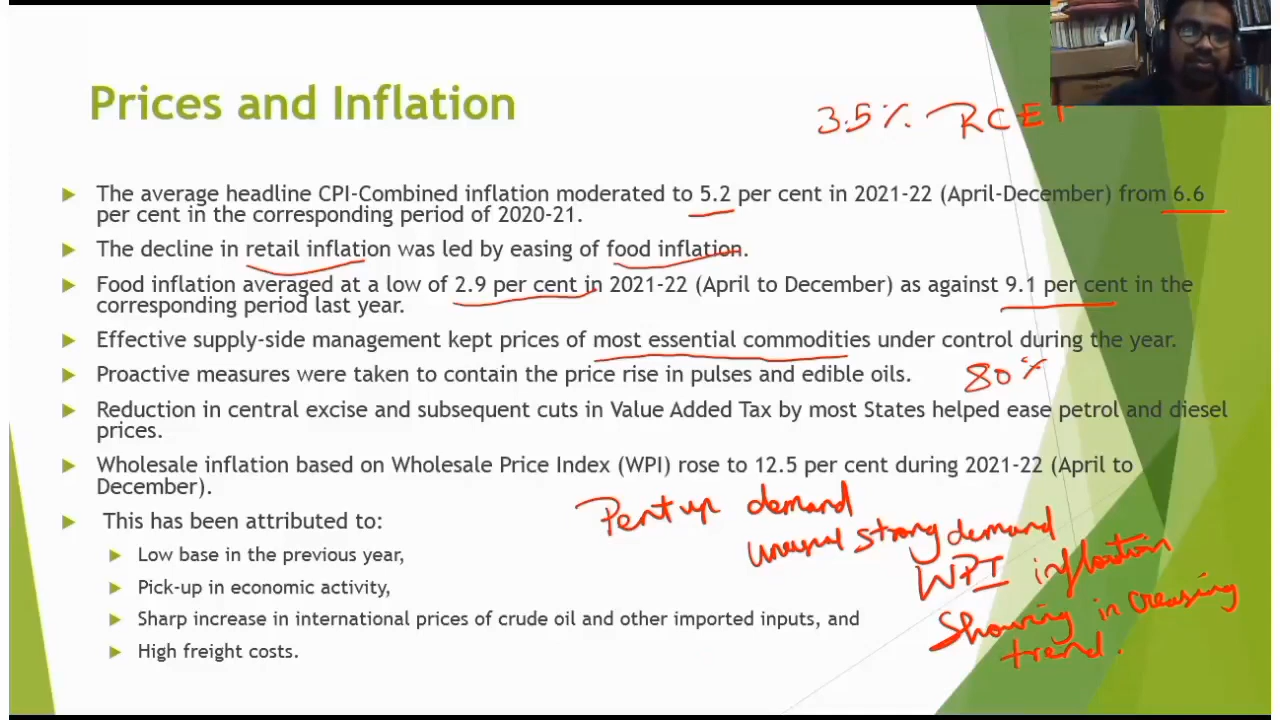 Prices and Inflation
3.5% RCEP
The average headline CPI-Combined inflation moderated to 5.2 per cent in 2021-22 (April-December) from 6.6
per cent in the corresponding period of 2020-21.
The decline in retail inflation was led by easing of food inflation.
Food inflation averaged at a low of 2.9 per cent in 2021-22 (April to December) as against 9.1 per cent in the
corresponding period last year.
Effective supply-side management kept prices of most essential commodities under control during the year.
Proactive measures were taken to contain the price rise in pulses and edible oils.
80%
Reduction in central excise and subsequent cuts in Value Added Tax by most States helped ease petrol and diesel
prices.
Wholesale inflation based on Wholesale Price Index (WPI) rose to 12.5 per cent during 2021-22 (April to
December).
Pent up demand
This has been attributed to:
unusual strong demand
Low base in the previous year,
WPI inflation
Pick-up in economic activity,
Showing increasing
Sharp increase in international prices of crude oil and other imported inputs, and
trend.
High freight costs.